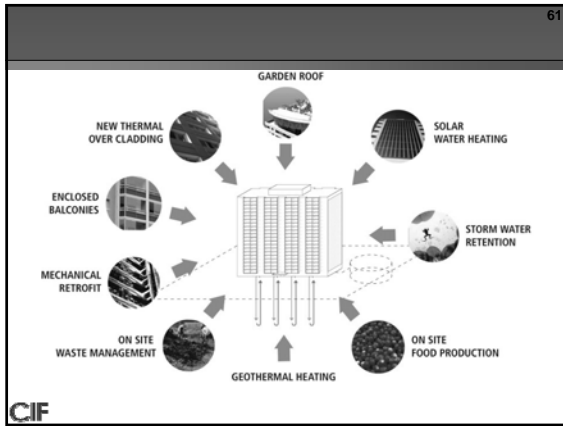 61
GARDEN ROOF
NEW THERMAL
OVER CLADDING
SOLAR
WATER HEATING
ENCLOSED
BALCONIES
STORM WATER
RETENTION
MECHANICAL
RETROFIT
ON SITE
WASTE MANAGEMENT
ON SITE
FOOD PRODUCTION
GEOTHERMAL HEATING
CIF